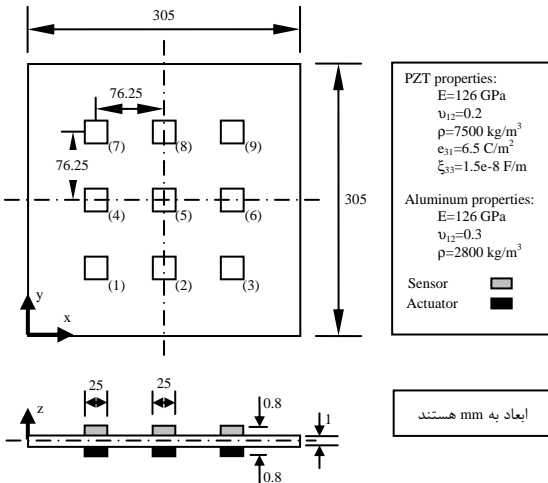 305
76.25
76.25
305
(7)
(8)
(9)
(4)
(5)
(6)
(1)
(2)
(3)
y
x
PZT properties:
E=126 GPa
υ12=0.2
ρ=7500 kg/m³
e31=6.5 C/m²
ξ33=1.5e-8 F/m
Aluminum properties:
E=126 GPa
υ12=0.3
ρ=2800 kg/m³
Sensor
Actuator
z
25
25
0.8
1
0.8
ابعاد به mm هستند